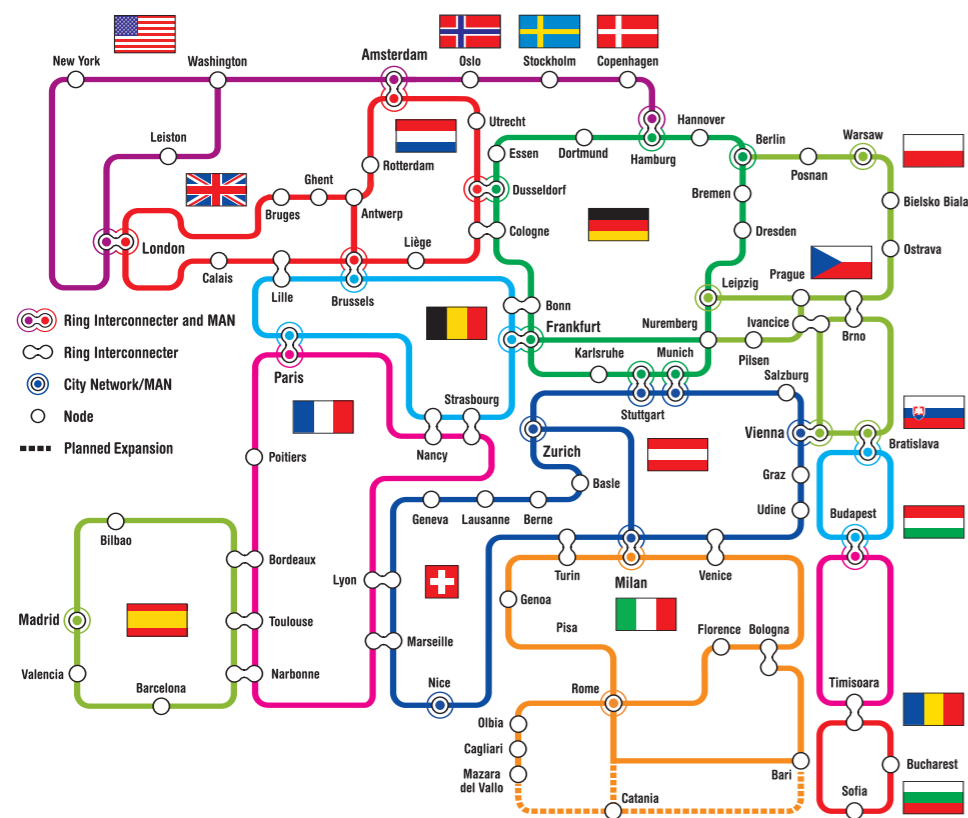 New York
Washington
Amsterdam
Oslo
Stockholm
Copenhagen
Leiston
Utrecht
Essen
Dortmund
Hamburg
Hannover
Berlin
Warsaw
Posnan
Rotterdam
Ghent
Bruges
Antwerp
Dusseldorf
Bremen
Bielsko Biala
London
Calais
Lille
Brussels
Liège
Cologne
Dresden
Ostrava
Prague
Leipzig
Bonn
Frankfurt
Nuremberg
Ivancice
Brno
Pilsen
Ring Interconnecter and MAN
Ring Interconnecter
City Network/MAN
Node
Planned Expansion
Paris
Karlsruhe
Munich
Stuttgart
Salzburg
Strasbourg
Nancy
Zurich
Vienna
Bratislava
Poitiers
Basle
Graz
Geneva
Lausanne
Berne
Udine
Budapest
Bilbao
Bordeaux
Lyon
Turin
Milan
Venice
Madrid
Toulouse
Marseille
Genoa
Pisa
Florence
Bologna
Valencia
Barcelona
Narbonne
Nice
Rome
Timisoara
Olbia
Cagliari
Mazara
del Vallo
Catania
Bari
Bucharest
Sofia